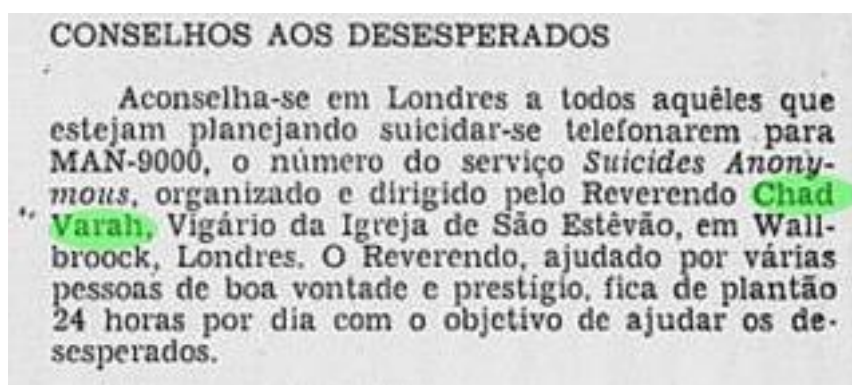 CONSELHOS AOS DESESPERADOS
Aconselha-se em Londres a todos aquêles que
estejam planejando suicidar-se telefonarem para
MAN-9000, o número do serviço Suicides Anony-
mous, organizado e dirigido pelo Reverendo Chad
Varah, Vigário da Igreja de São Estêvão, em Wall-
broock, Londres. O Reverendo, ajudado por várias
pessoas de boa vontade e prestígio, fica de plantão
24 horas por dia com o objetivo de ajudar os de-
sesperados.